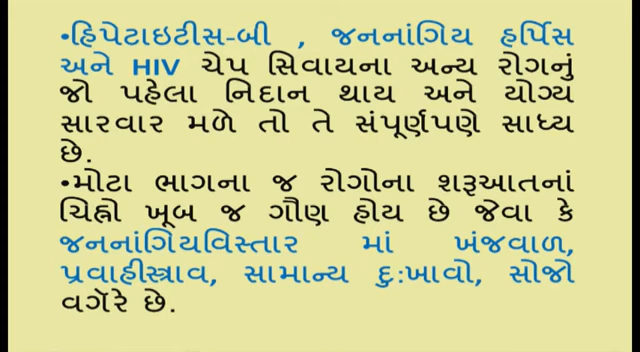 •હિપેટાઇટીસ-બી , જનનાંગિય હર્પિસ
અને HIV ચેપ સિવાયના અન્ય રોગનું
જો પહેલા નિદાન થાય અને યોગ્ય
સારવાર મળે તો તે સંપૂર્ણપણે સાધ્ય
છે.
•મોટા ભાગના જ રોગોના શરૂઆતનાં
ચિહ્નો ખૂબ જ ગૌણ હોય છે જેવા કે
જનનાંગિયવિસ્તાર માં ખંજવાળ,
પ્રવાહીસ્ત્રાવ, સામાન્ય દુઃખાવો, સોજો
વગૅરે છે.